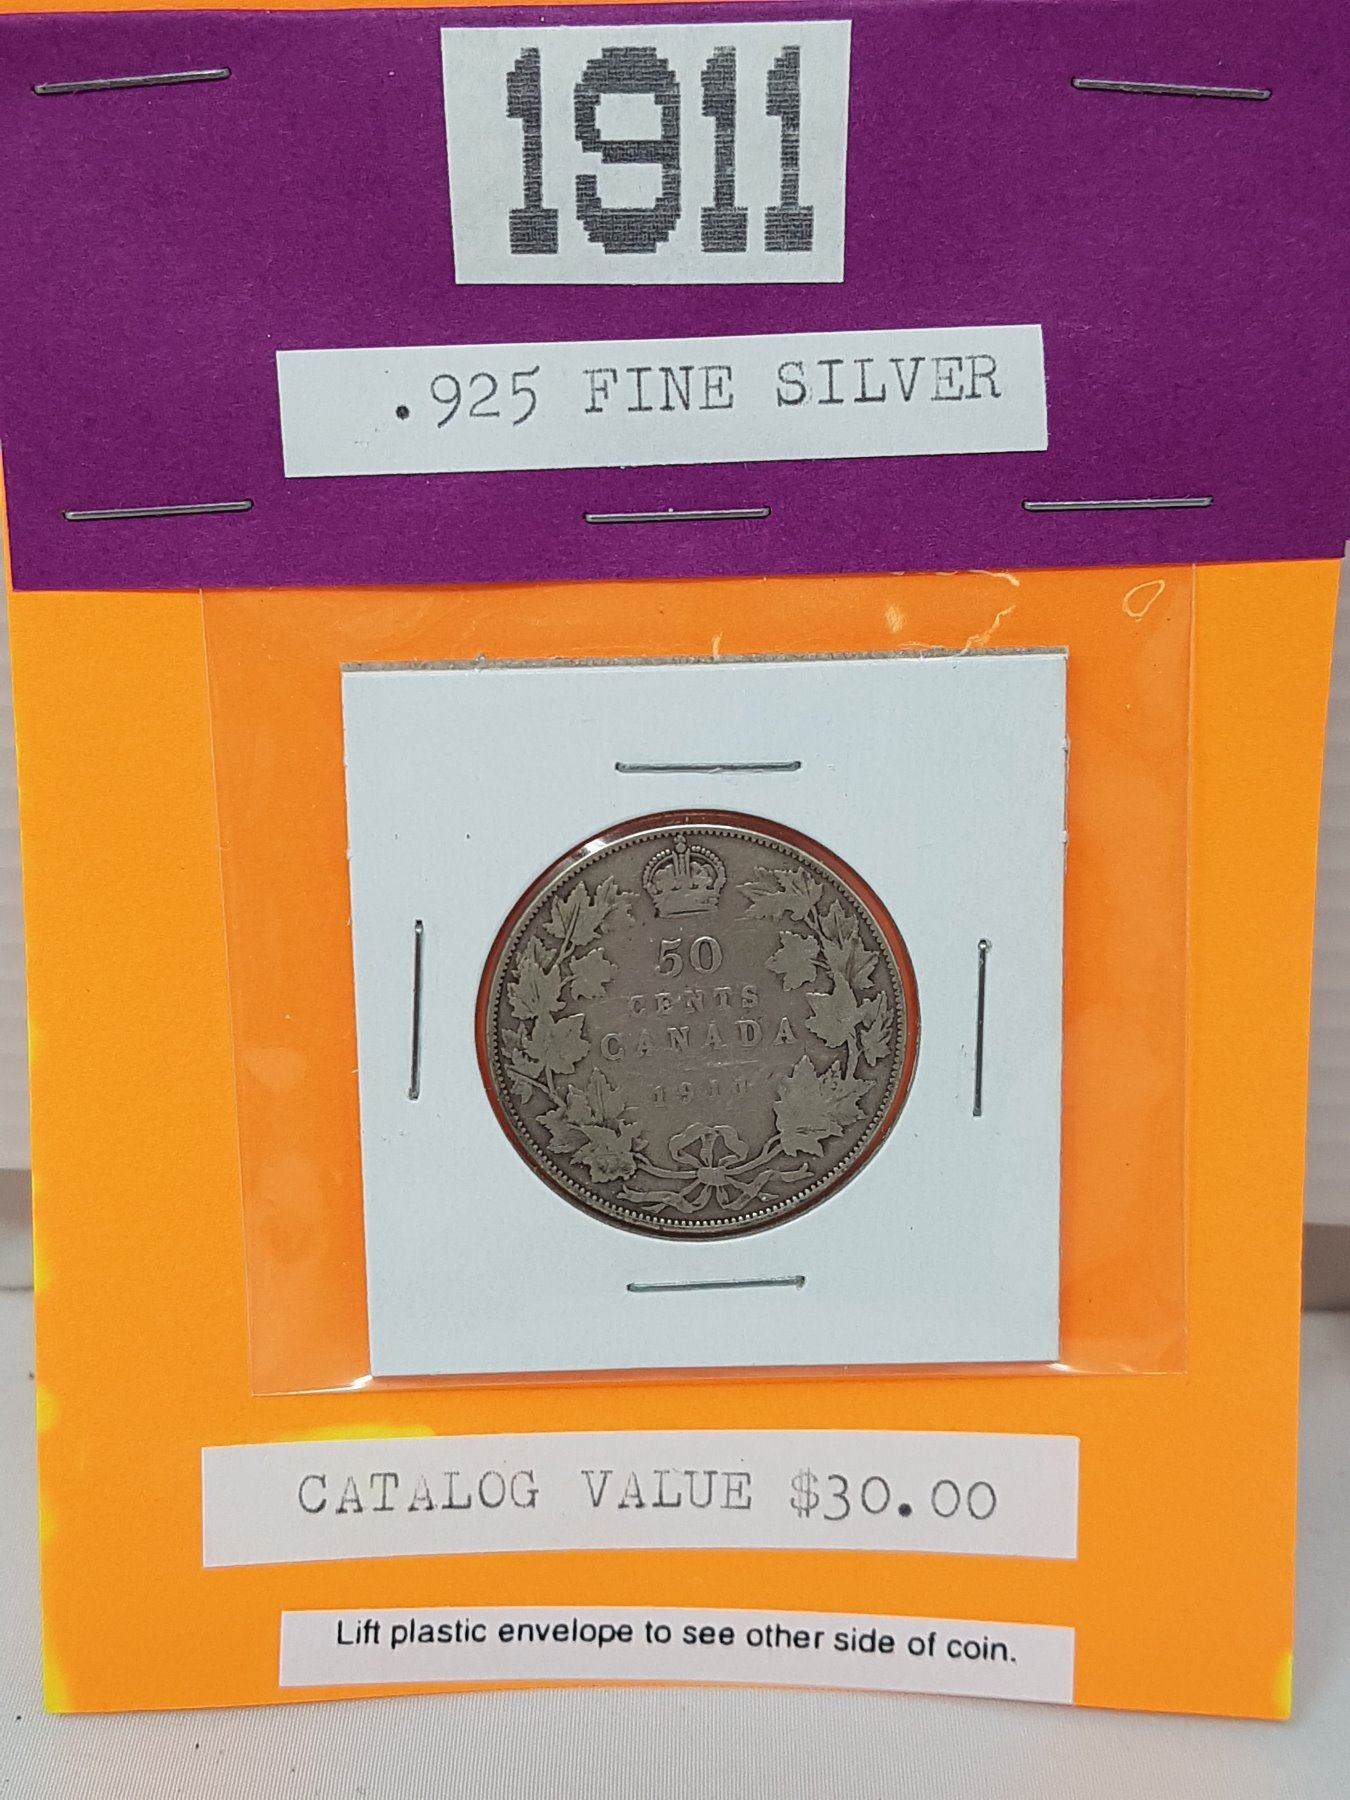 1911
.925 FINE SILVER
50
CENTS
CANADA
1911
CATALOG VALUE $30.00
Lift plastic envelope to see other side of coin.